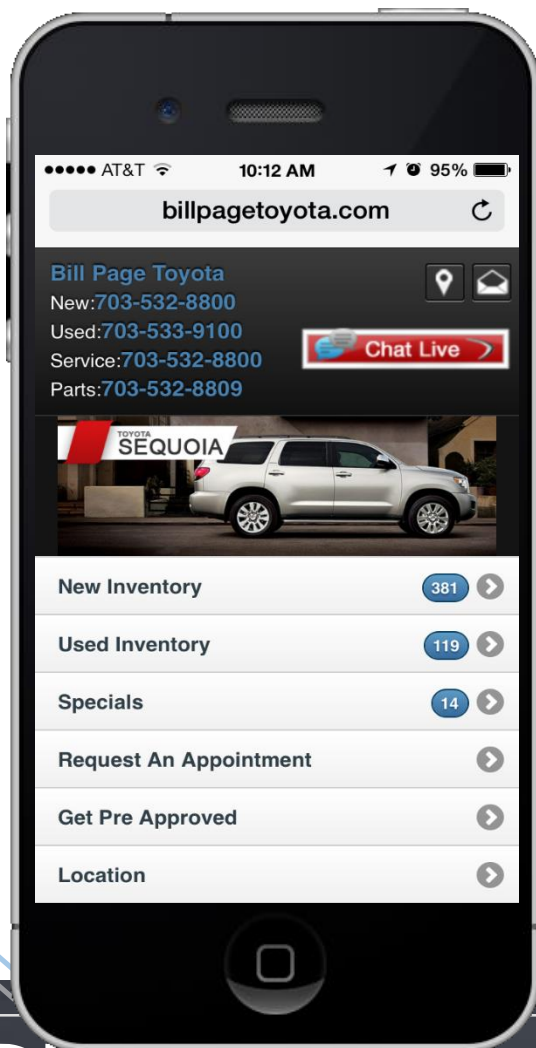 AT&T 10:12 AM 95%
billpagetoyota.com
Bill Page Toyota
New:703-532-8800
Used:703-533-9100
Service:703-532-8800
Parts:703-532-8809
Chat Live
TOYOTA
SEQUOIA
New Inventory 381
Used Inventory 119
Specials 14
Request An Appointment
Get Pre Approved
Location